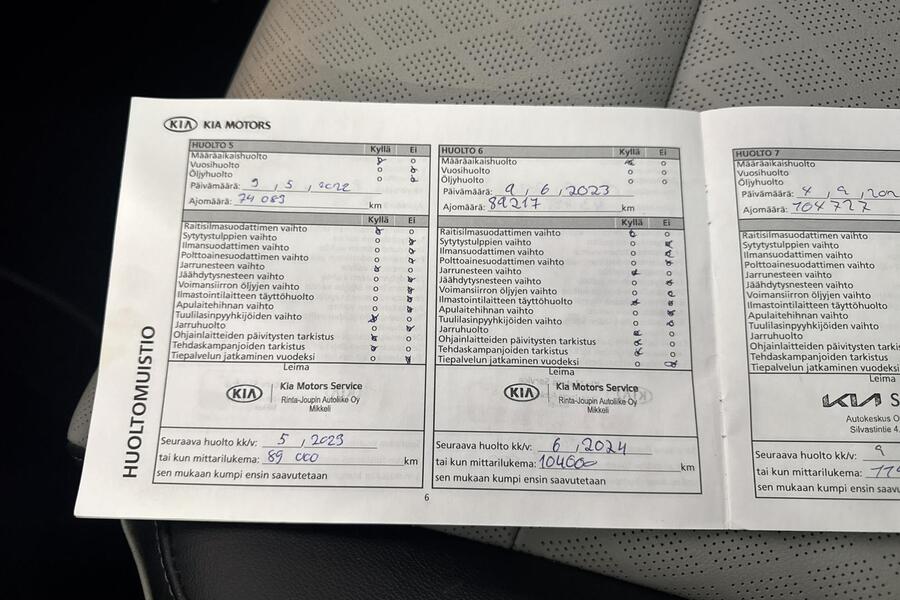 KIA KIA MOTORS
HUOLTOMUISTIO
HUOLTO 5 Kyllä Ei
Määräaikaishuolto
Vuosihuolto
Öljyhuolto
Päivämäärä: 9 , 5 , 2022
Ajomäärä: 74 083 km
Kyllä Ei
Raitisilmasuodattimen vaihto
Sytytystulppien vaihto
Ilmansuodattimen vaihto
Polttoainesuodattimen vaihto
Jarrunesteen vaihto
Jäähdytysnesteen vaihto
Voimansiirron öljyjen vaihto
Ilmastointilaitteen täyttöhuolto
Apulaitehihnan vaihto
Tuulilasinpyyhkijöiden vaihto
Jarruhuolto
Ohjainlaitteiden päivitysten tarkistus
Tehdaskampanjoiden tarkistus
Tiepalvelun jatkaminen vuodeksi
Leima
KIA Kia Motors Service
Rinta-Joupin Autoliike Oy
Mikkeli
Seuraava huolto kk/v: 5 , 2023
tai kun mittarilukema: 89 000 km
sen mukaan kumpi ensin saavutetaan
6
HUOLTO 6 Kyllä Ei
Määräaikaishuolto
Vuosihuolto
Öljyhuolto
Päivämäärä: 9 , 6 , 2023
Ajomäärä: 89217 km
Kyllä Ei
Raitisilmasuodattimen vaihto
Sytytystulppien vaihto
Ilmansuodattimen vaihto
Polttoainesuodattimen vaihto
Jarrunesteen vaihto
Jäähdytysnesteen vaihto
Voimansiirron öljyjen vaihto
Ilmastointilaitteen täyttöhuolto
Apulaitehihnan vaihto
Tuulilasinpyyhkijöiden vaihto
Jarruhuolto
Ohjainlaitteiden päivitysten tarkistus
Tehdaskampanjoiden tarkistus
Tiepalvelun jatkaminen vuodeksi
Leima
KIA Kia Motors Service
Rinta-Joupin Autoliike Oy
Mikkeli
Seuraava huolto kk/v: 6 , 2024
tai kun mittarilukema: 104000 km
sen mukaan kumpi ensin saavutetaan
HUOLTO 7
Määräaikaishuolto
Vuosihuolto
Öljyhuolto
Päivämäärä: 4 , 9 , 202
Ajomäärä: 104727
Raitisilmasuodattimen vaihto
Sytytystulppien vaihto
Ilmansuodattimen vaihto
Polttoainesuodattimen vaihto
Jarrunesteen vaihto
Jäähdytysnesteen vaihto
Voimansiirron öljyjen vaihto
Ilmastointilaitteen täyttöhuolto
Apulaitehihnan vaihto
Tuulilasinpyyhkijöiden vaihto
Jarruhuolto
Ohjainlaitteiden päivitysten tarkistus
Tehdaskampanjoiden tarkistus
Tiepalvelun jatkaminen vuodeksi
Leima
KIA S
Autokeskus O
Silvastintie 4.
Seuraava huolto kk/v: 9
tai kun mittarilukema: 119
sen mukaan kumpi ensin saavu